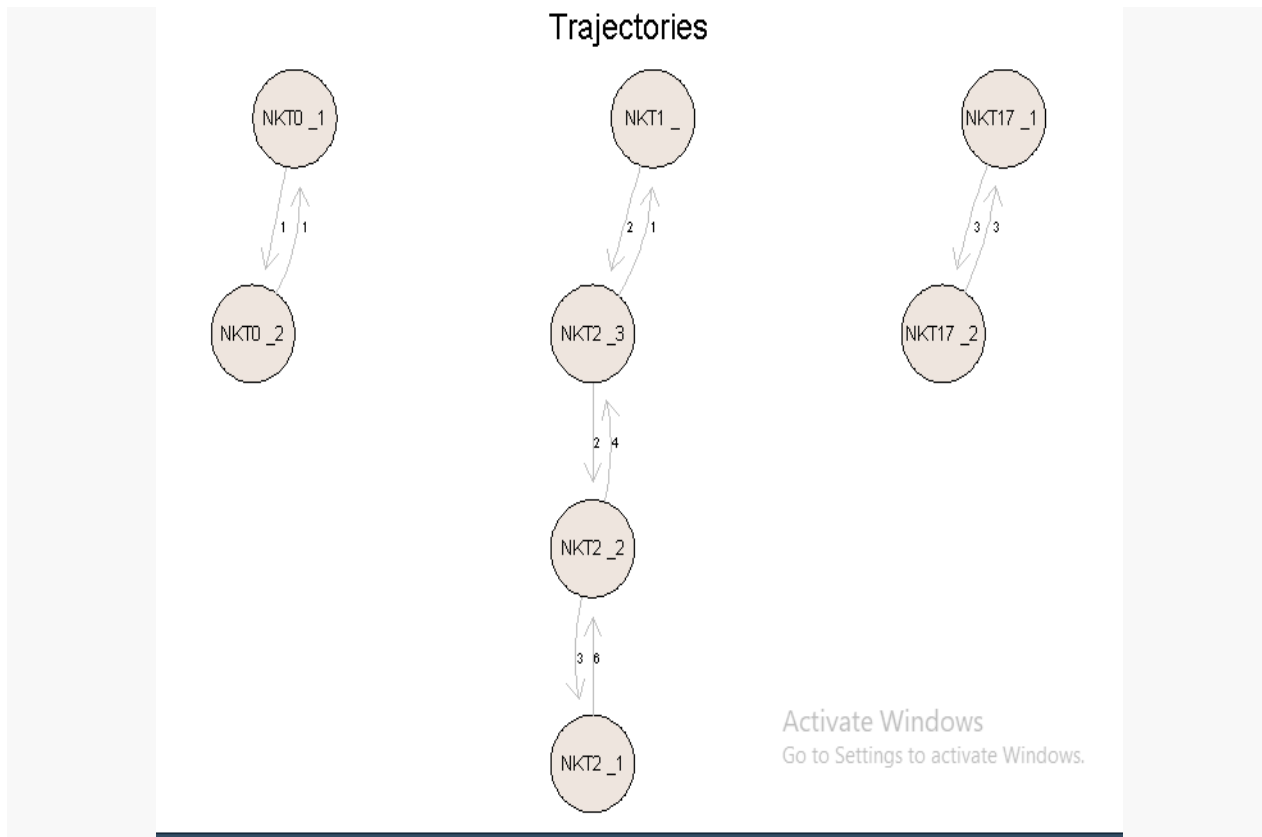 Trajectories
NKT0 _1
NKT1 _
NKT17 _1
1 1
2 1
3 3
NKT0 _2
NKT2 _3
NKT17 _2
2 4
NKT2 _2
3 6
Activate Windows
Go to Settings to activate Windows.
NKT2 _1